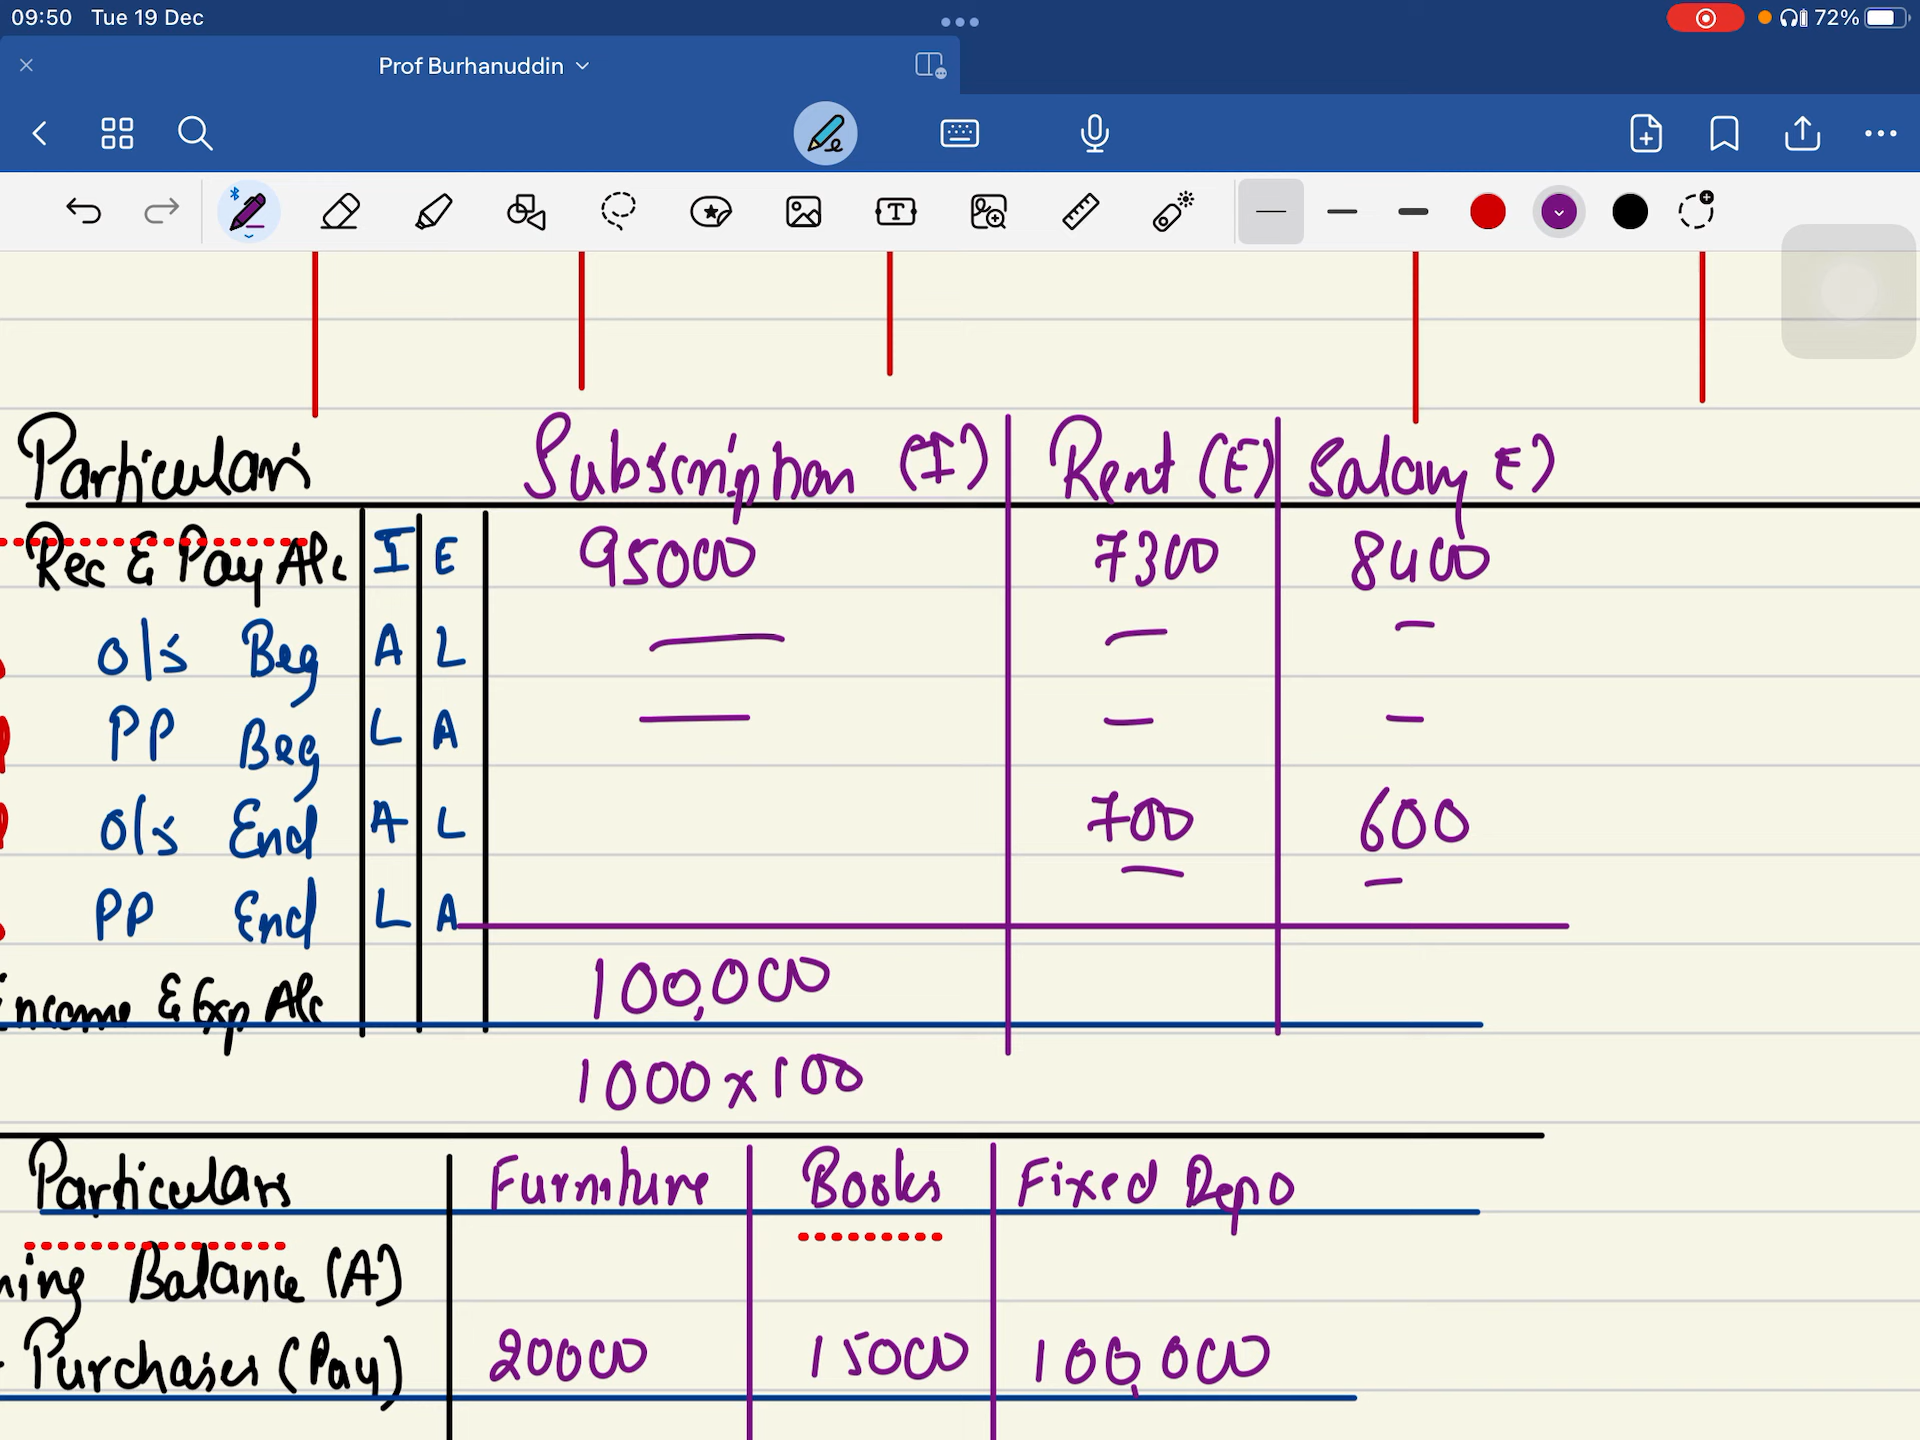 09:50 Tue 19 Dec 72%
Prof Burhanuddin
Particulars Subscription (I) Rent (E) Salary E)
Rec & Pay A/c I E 95000 7300 8400
O/s Beg A L — — —
PP Beg L A — — —
O/s End A L 700 600
PP End L A
Income & Exp A/c 100,000
1000 x 100
Particulars Furniture Books Fixed Depo
ning Balance (A)
Purchases (Pay) 20000 15000 100,000